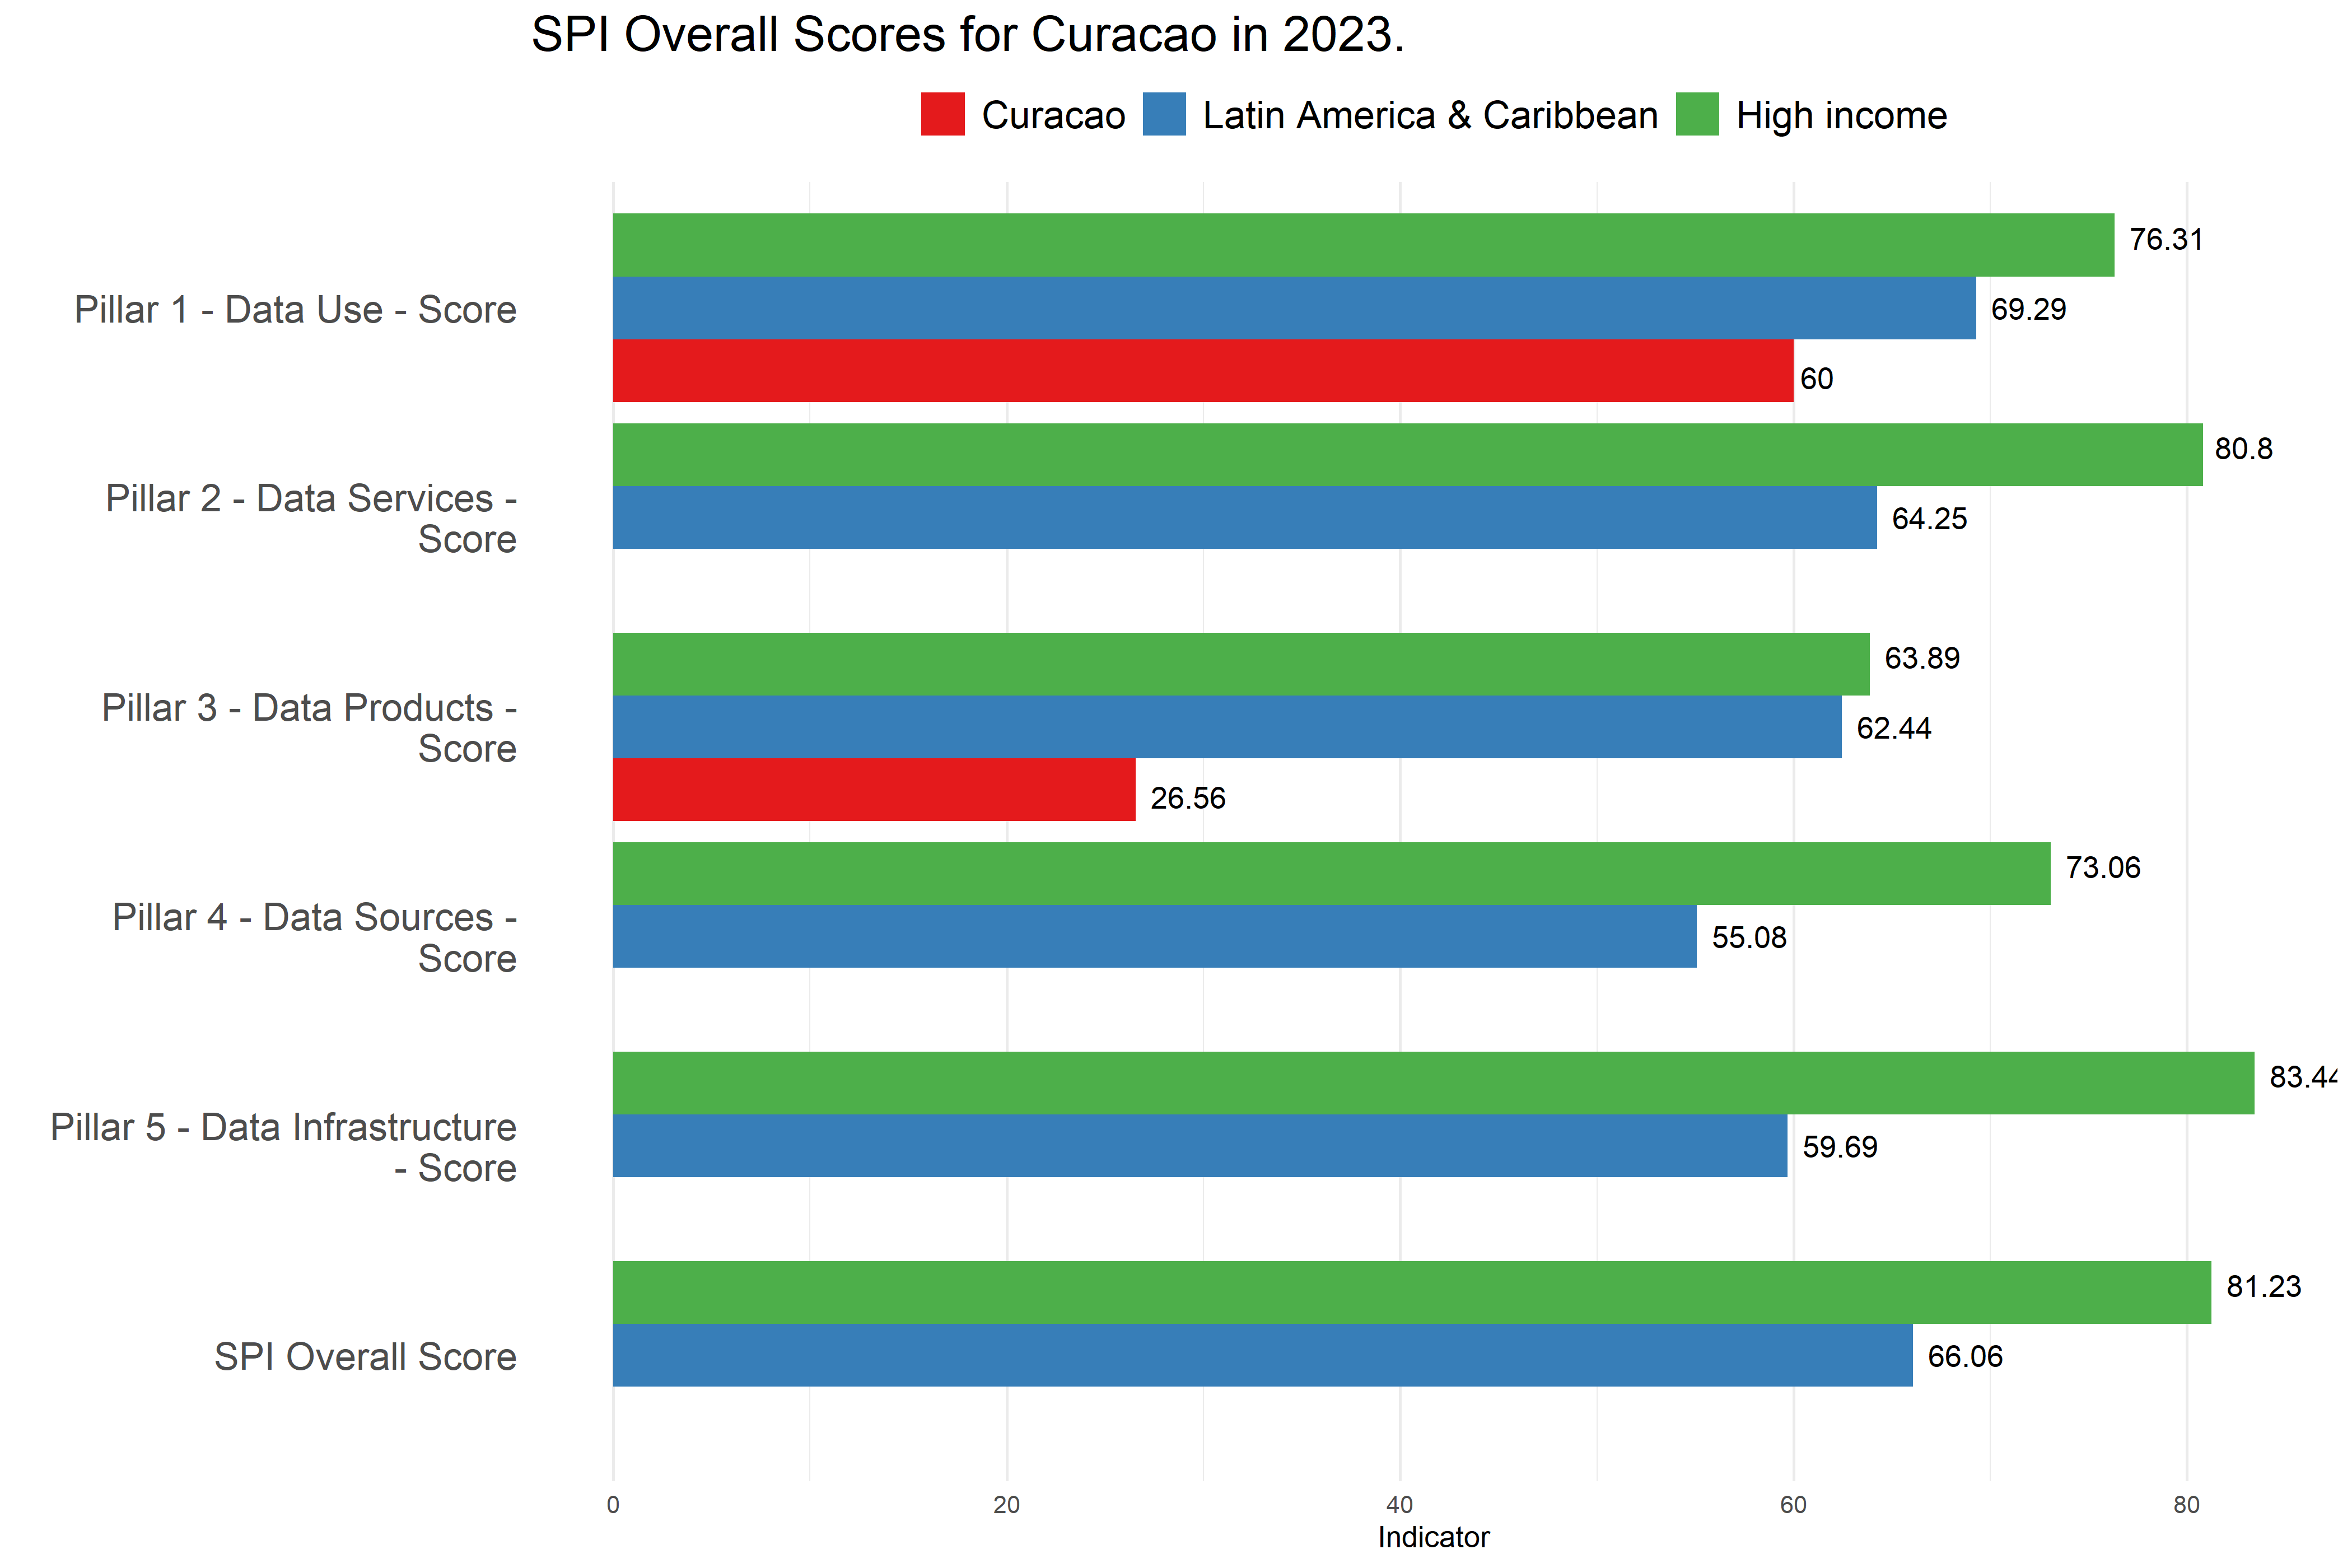 SPI Overall Scores for Curacao in 2023.
Curacao Latin America & Caribbean High income
76.31
Pillar 1 - Data Use - Score
69.29
60
80.8
Pillar 2 - Data Services -
Score
64.25
63.89
Pillar 3 - Data Products -
Score
62.44
26.56
73.06
Pillar 4 - Data Sources -
Score
55.08
83.44
Pillar 5 - Data Infrastructure
- Score
59.69
81.23
SPI Overall Score
66.06
0 20 40 60 80
Indicator